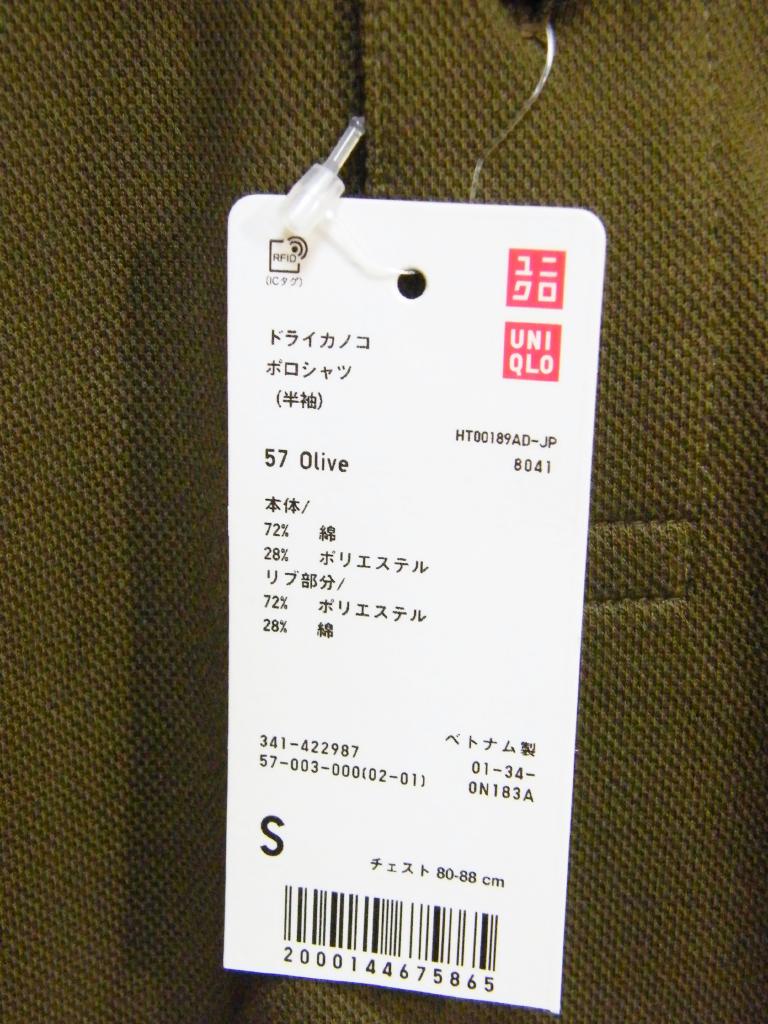 RFID
(ICタグ)
ユニ
クロ
UNI
QLO
ドライカノコ
ポロシャツ
(半袖)
HT00189AD-JP
8041
57 Olive
本体/
72% 綿
28% ポリエステル
リブ部分/
72% ポリエステル
28% 綿
341-422987
57-003-000(02-01)
ベトナム製
01-34-
0N183A
S
チェスト 80-88 cm
2000144675865